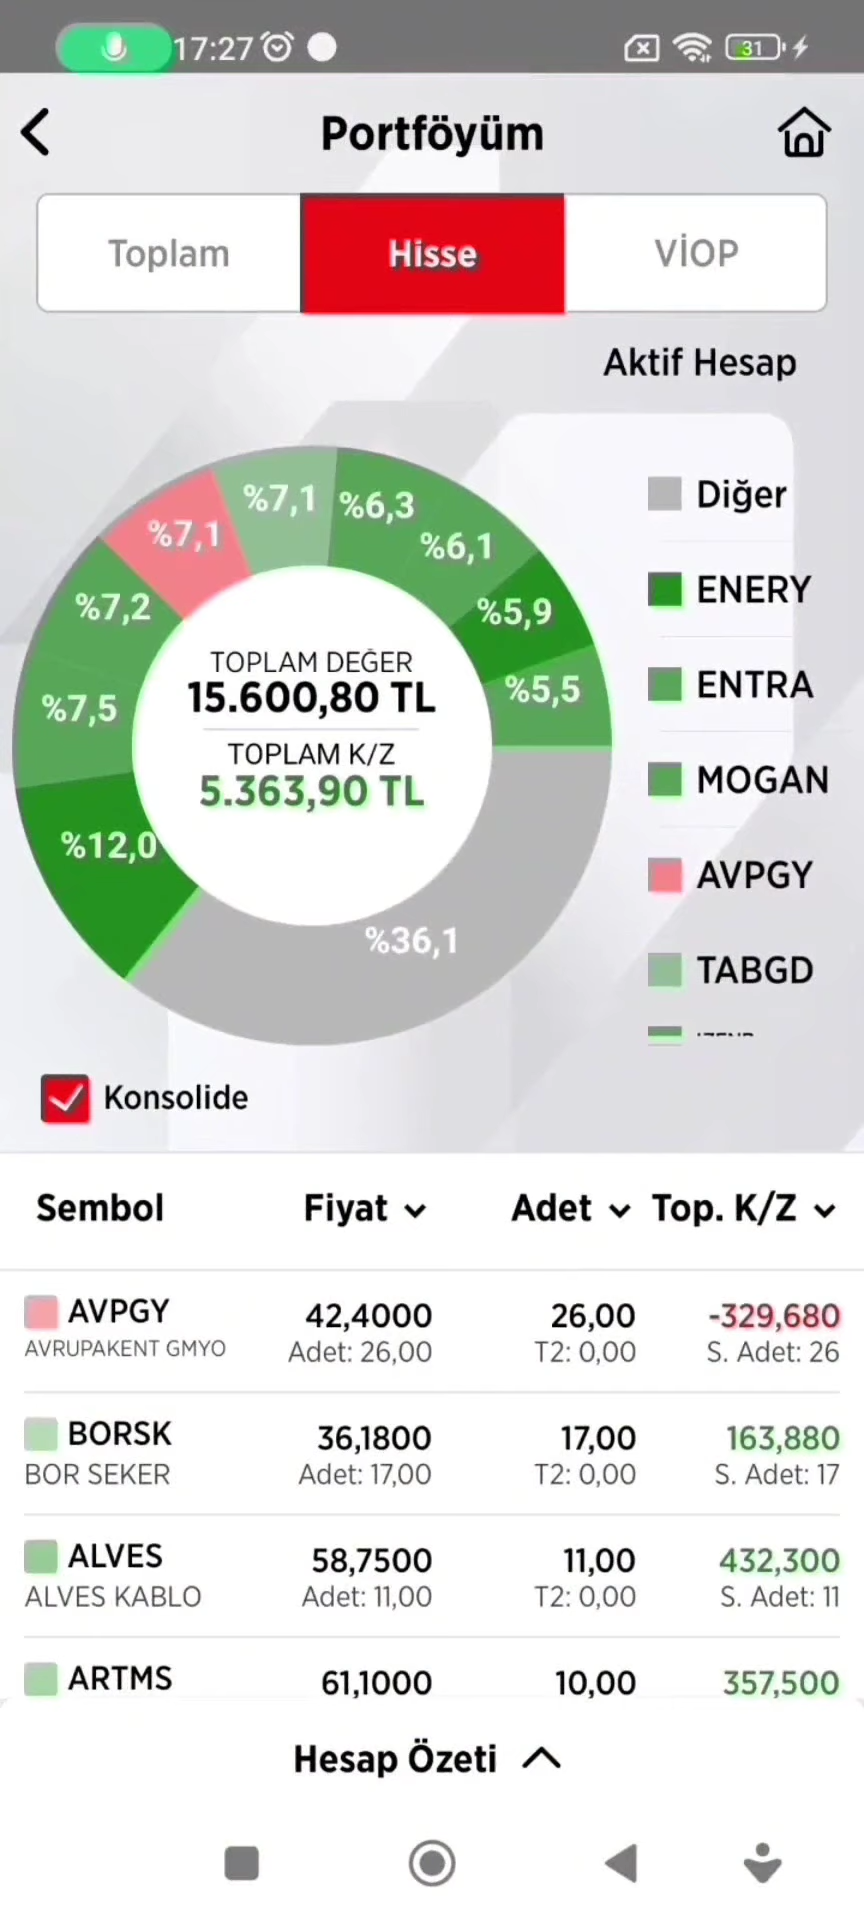 17:27
31
Portföyüm
Toplam
Hisse
VİOP
Aktif Hesap
%7,1
%6,3
%7,1
%6,1
%7,2
%5,9
%7,5
%5,5
%12,0
%36,1
TOPLAM DEĞER
15.600,80 TL
TOPLAM K/Z
5.363,90 TL
Diğer
ENERY
ENTRA
MOGAN
AVPGY
TABGD
Konsolide
Sembol Fiyat Adet Top. K/Z
AVPGY 42,4000 26,00 -329,680
AVRUPAKENT GMYO Adet: 26,00 T2: 0,00 S. Adet: 26
BORSK 36,1800 17,00 163,880
BOR SEKER Adet: 17,00 T2: 0,00 S. Adet: 17
ALVES 58,7500 11,00 432,300
ALVES KABLO Adet: 11,00 T2: 0,00 S. Adet: 11
ARTMS 61,1000 10,00 357,500
Hesap Özeti